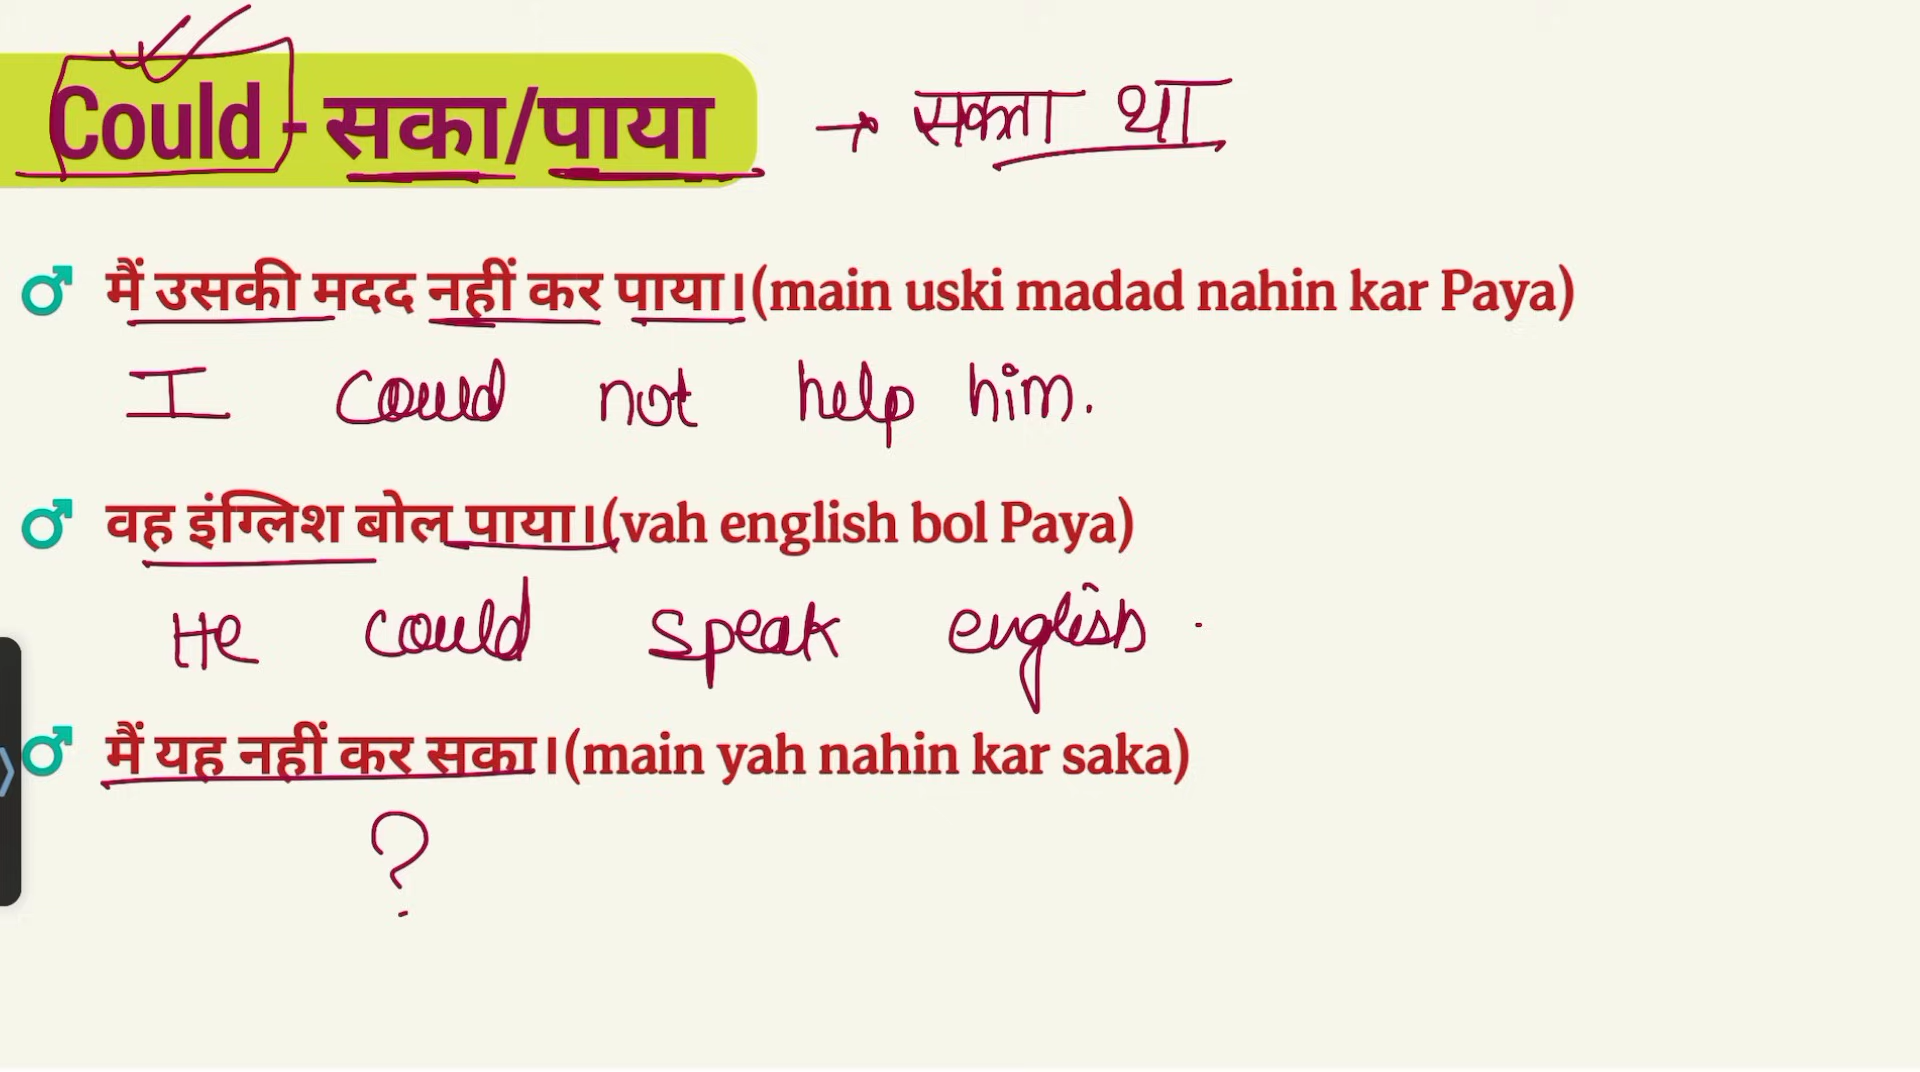 Could - सका/पाया → सकता था
मैं उसकी मदद नहीं कर पाया।(main uski madad nahin kar Paya)
I could not help him.
वह इंग्लिश बोल पाया।(vah english bol Paya)
He could speak english.
मैं यह नहीं कर सका।(main yah nahin kar saka)
?